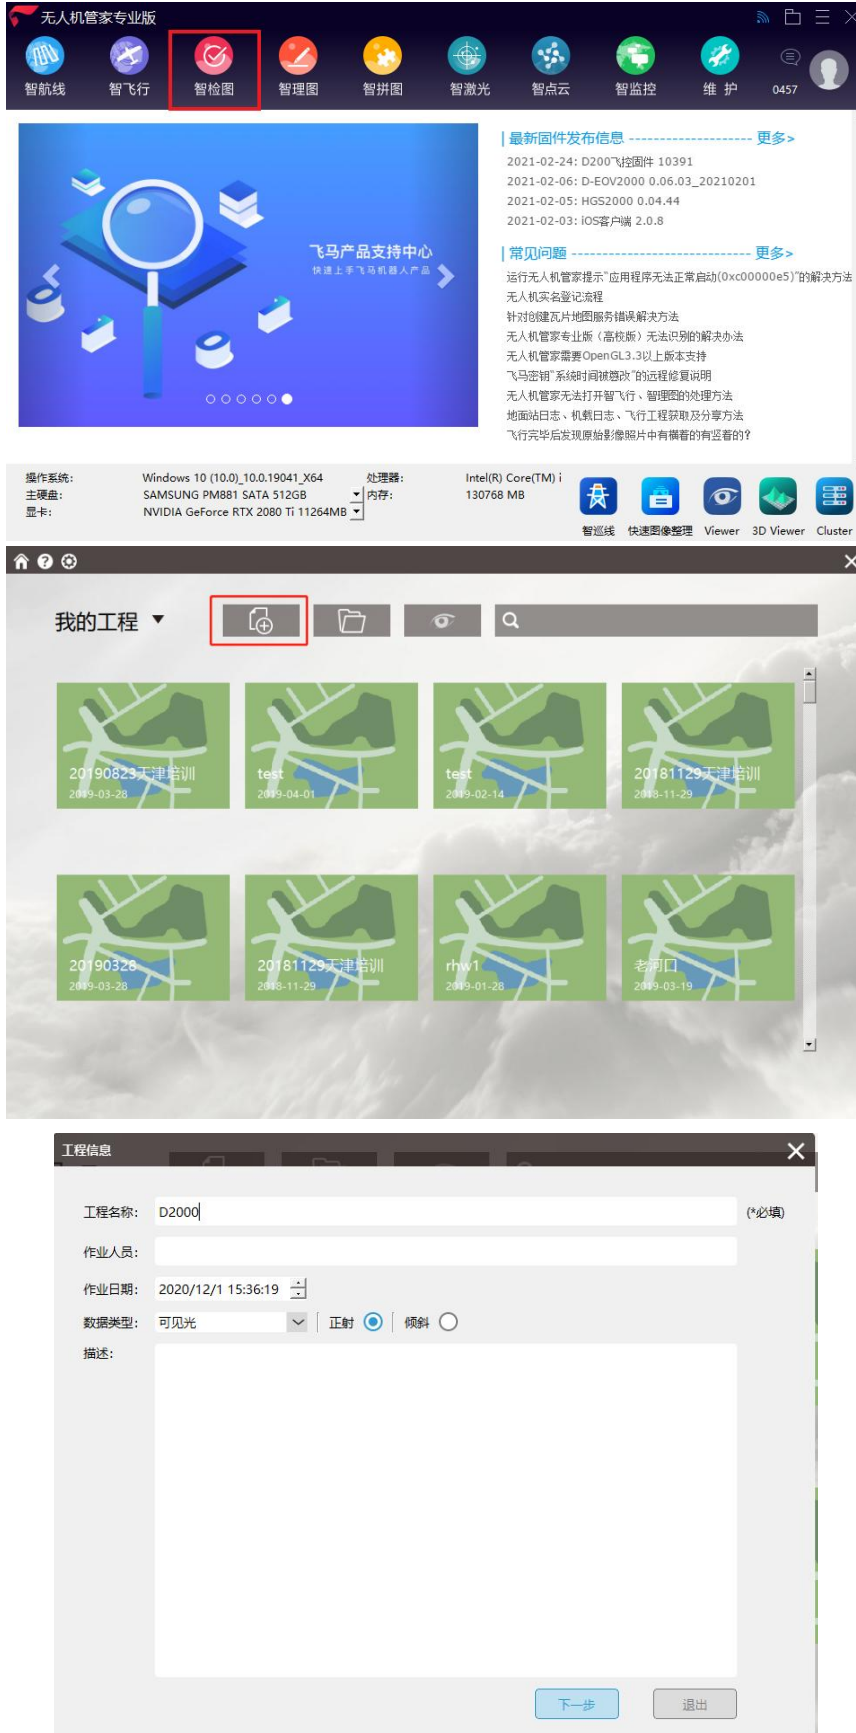 无人机管家专业版
智航线 智飞行 智检图 智理图 智拼图 智激光 智点云 智监控 维 护 0457
飞马产品支持中心
快速上手飞马机器人产品
最新固件发布信息 -------------------- 更多>
2021-02-24: D200飞控固件 10391
2021-02-06: D-EOV2000 0.06.03_20210201
2021-02-05: HGS2000 0.04.44
2021-02-03: iOS客户端 2.0.8
常见问题 ---------------------------- 更多>
运行无人机管家提示"应用程序无法正常启动(0xc00000e5)"的解决方法
无人机实名登记流程
针对创建瓦片地图服务错误解决方法
无人机管家专业版（高校版）无法识别的解决办法
无人机管家需要OpenGL3.3以上版本支持
飞马密钥"系统时间被篡改"的远程修复说明
无人机管家无法打开智飞行、智理图的处理方法
地面站日志、机载日志、飞行工程获取及分享方法
飞行完毕后发现原始影像照片中有横着的有竖着的?
操作系统: Windows 10 (10.0)_10.0.19041_X64 处理器: Intel(R) Core(TM) i
主硬盘: SAMSUNG PM881 SATA 512GB 内存: 130768 MB
显卡: NVIDIA GeForce RTX 2080 Ti 11264MB
智巡线 快速图像整理 Viewer 3D Viewer Cluster
我的工程
20190823天津培训 test test 20181129天津培训
2019-03-28 2019-04-01 2019-02-14 2018-11-29
20190328 20181129天津培训 rhw1 老河口
2019-03-28 2018-11-29 2019-01-28 2019-03-19
工程信息
工程名称: D2000 (*必填)
作业人员:
作业日期: 2020/12/1 15:36:19
数据类型: 可见光 正射 倾斜
描述:
下一步 退出